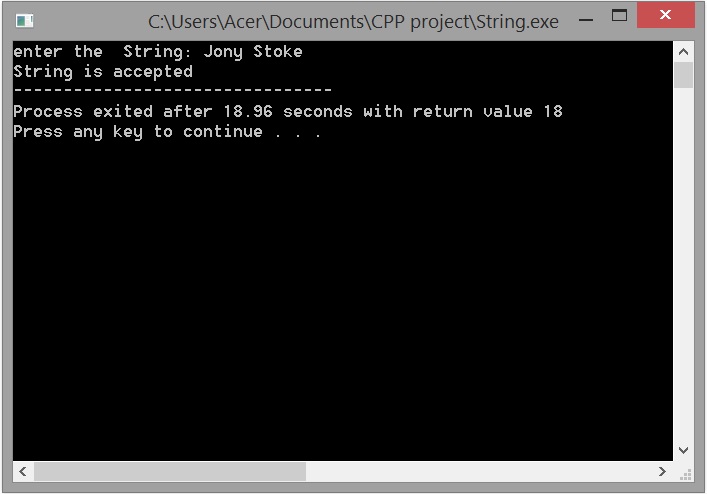 C:\Users\Acer\Documents\CPP project\String.exe
enter the  String: Jony Stoke
String is accepted
--------------------------------
Process exited after 18.96 seconds with return value 18
Press any key to continue . . .